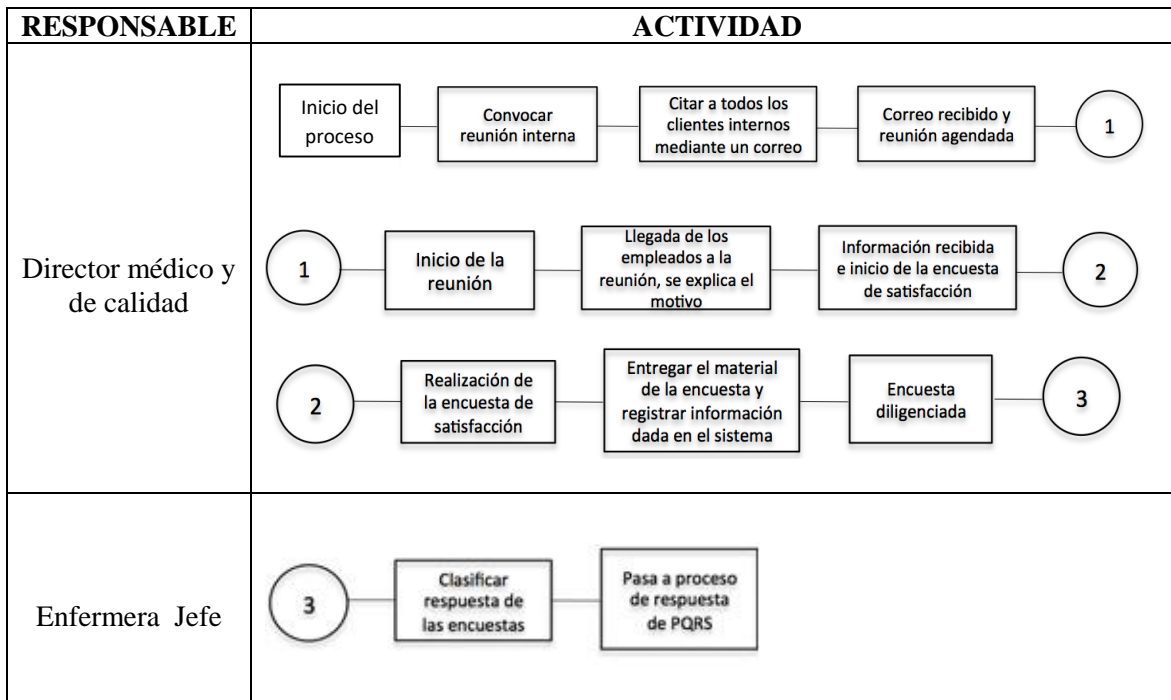 RESPONSABLE
ACTIVIDAD
Director médico y
de calidad
Inicio del
proceso
Convocar
reunión interna
Citar a todos los
clientes internos
mediante un correo
Correo recibido y
reunión agendada
1
1
Inicio de la
reunión
Llegada de los
empleados a la
reunión, se explica el
motivo
Información recibida
e inicio de la encuesta
de satisfacción
2
2
Realización de
la encuesta de
satisfacción
Entregar el material
de la encuesta y
registrar información
dada en el sistema
Encuesta
diligenciada
3
Enfermera Jefe
3
Clasificar
respuesta de
las encuestas
Pasa a proceso
de respuesta
de PQRS